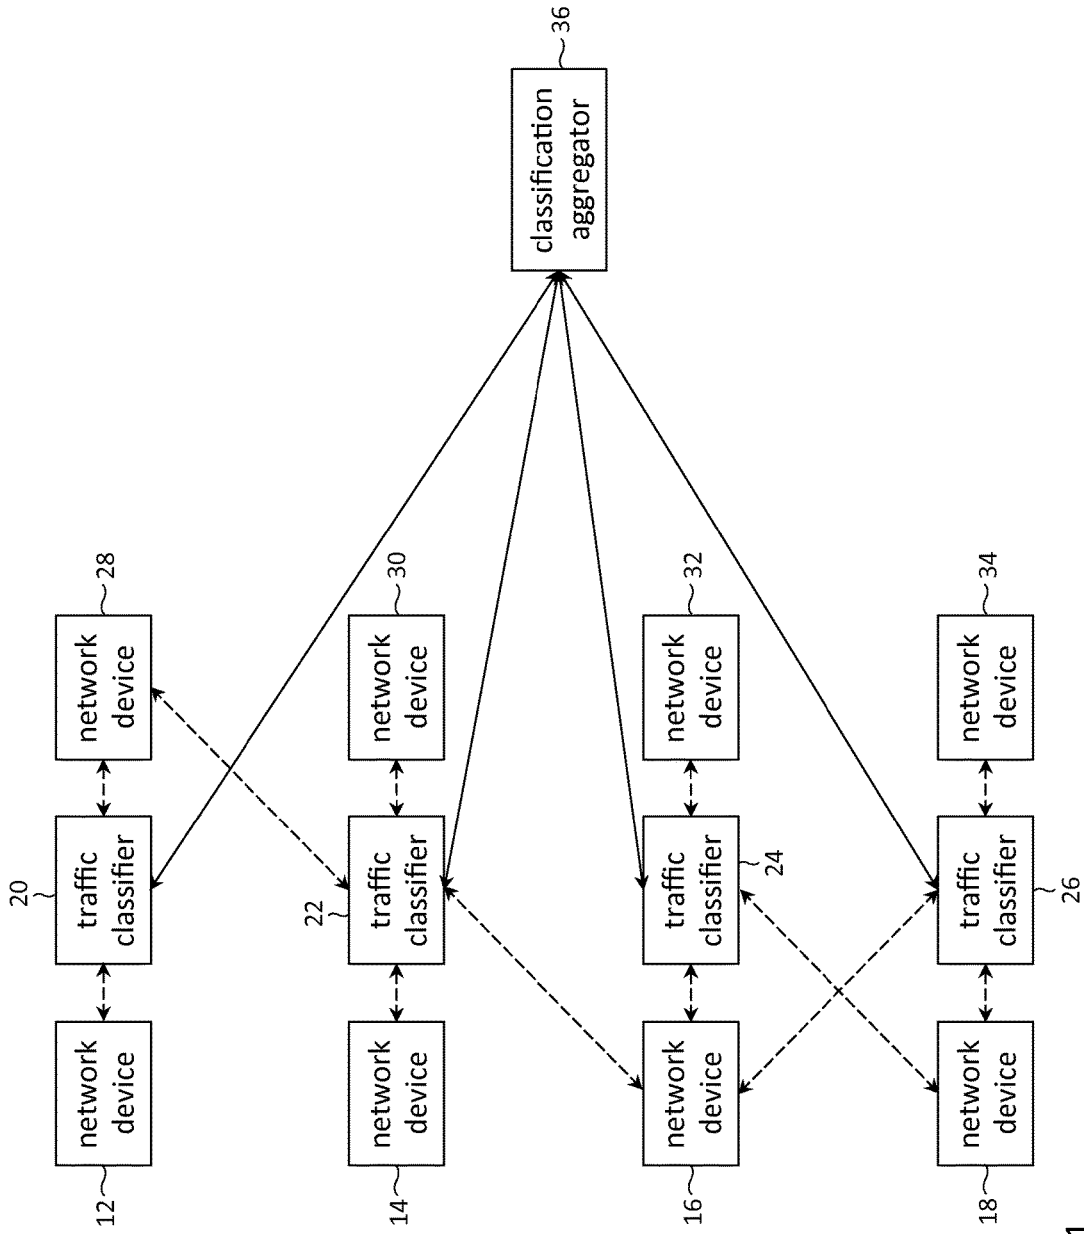 20
12
network
device
traffic
classifier
network
device
28
22
14
network
device
traffic
classifier
network
device
30
classification
aggregator
36
16
network
device
traffic
classifier
24
network
device
32
18
network
device
traffic
classifier
26
network
device
34
1